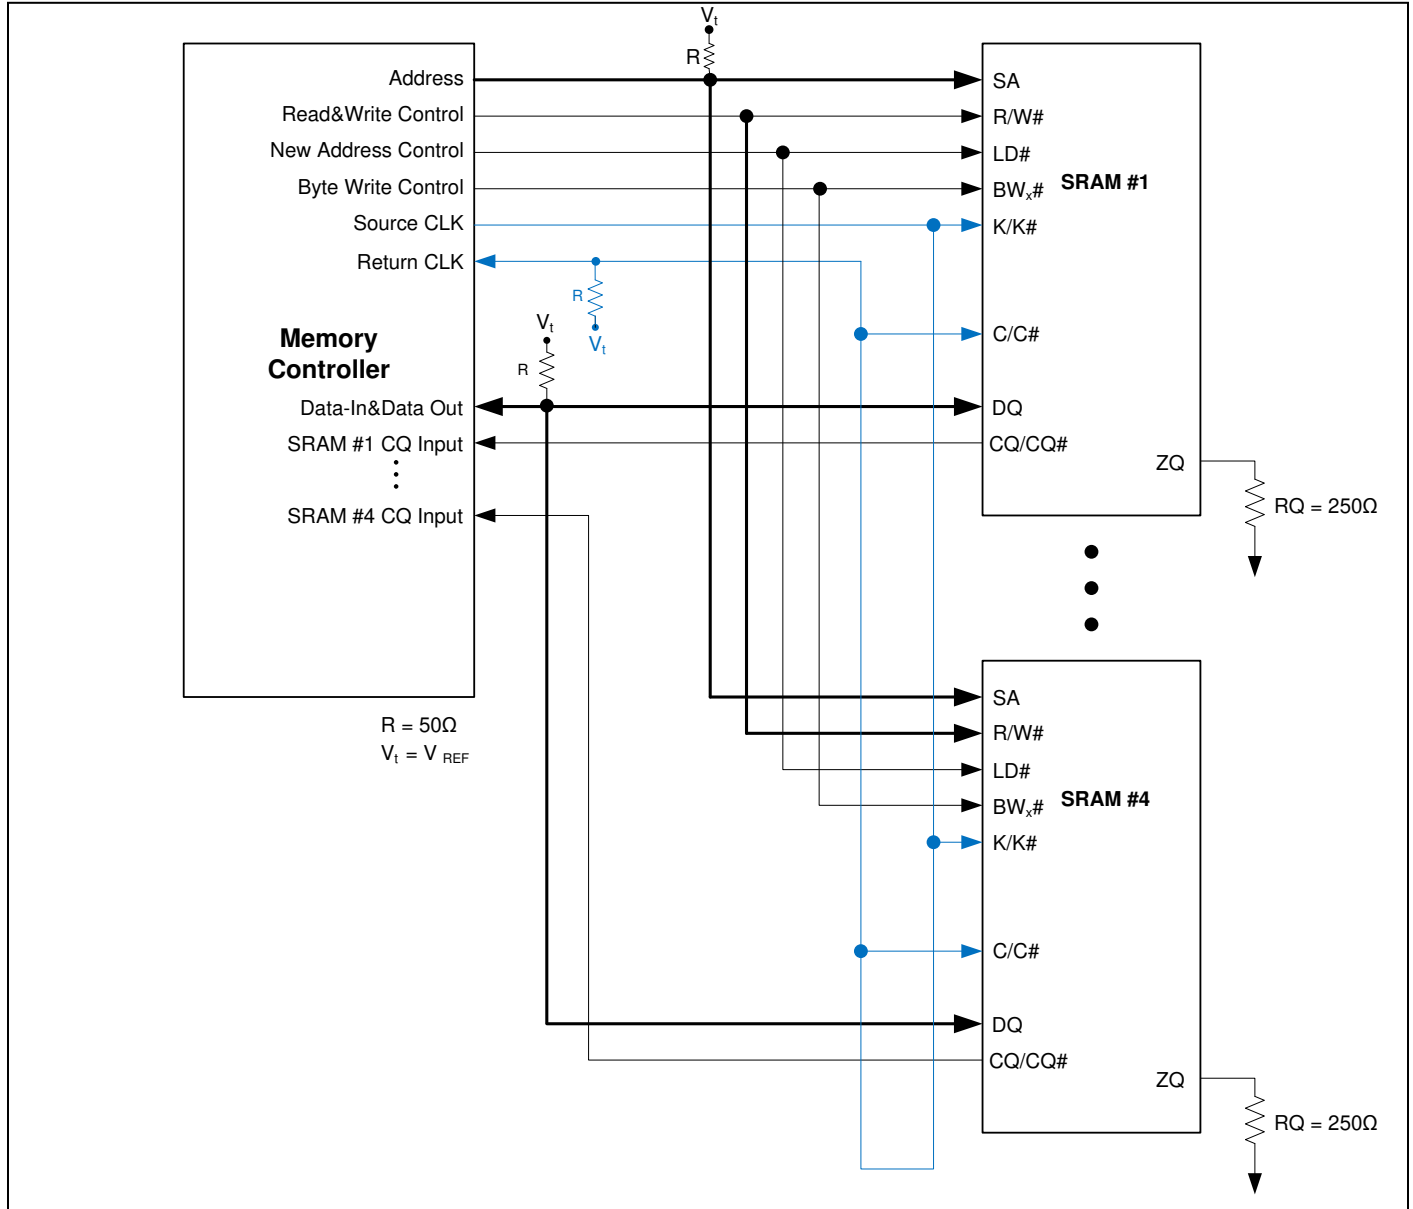 Vt
R
Address
Read&Write Control
New Address Control
Byte Write Control
Source CLK
Return CLK
R
Vt
Vt
R
Memory
Controller
Data-In&Data Out
SRAM #1 CQ Input
SRAM #4 CQ Input
R = 50Ω
Vt = V REF
SA
R/W#
LD#
BWx#
SRAM #1
K/K#
C/C#
DQ
CQ/CQ#
ZQ
RQ = 250Ω
SA
R/W#
LD#
BWx#
SRAM #4
K/K#
C/C#
DQ
CQ/CQ#
ZQ
RQ = 250Ω